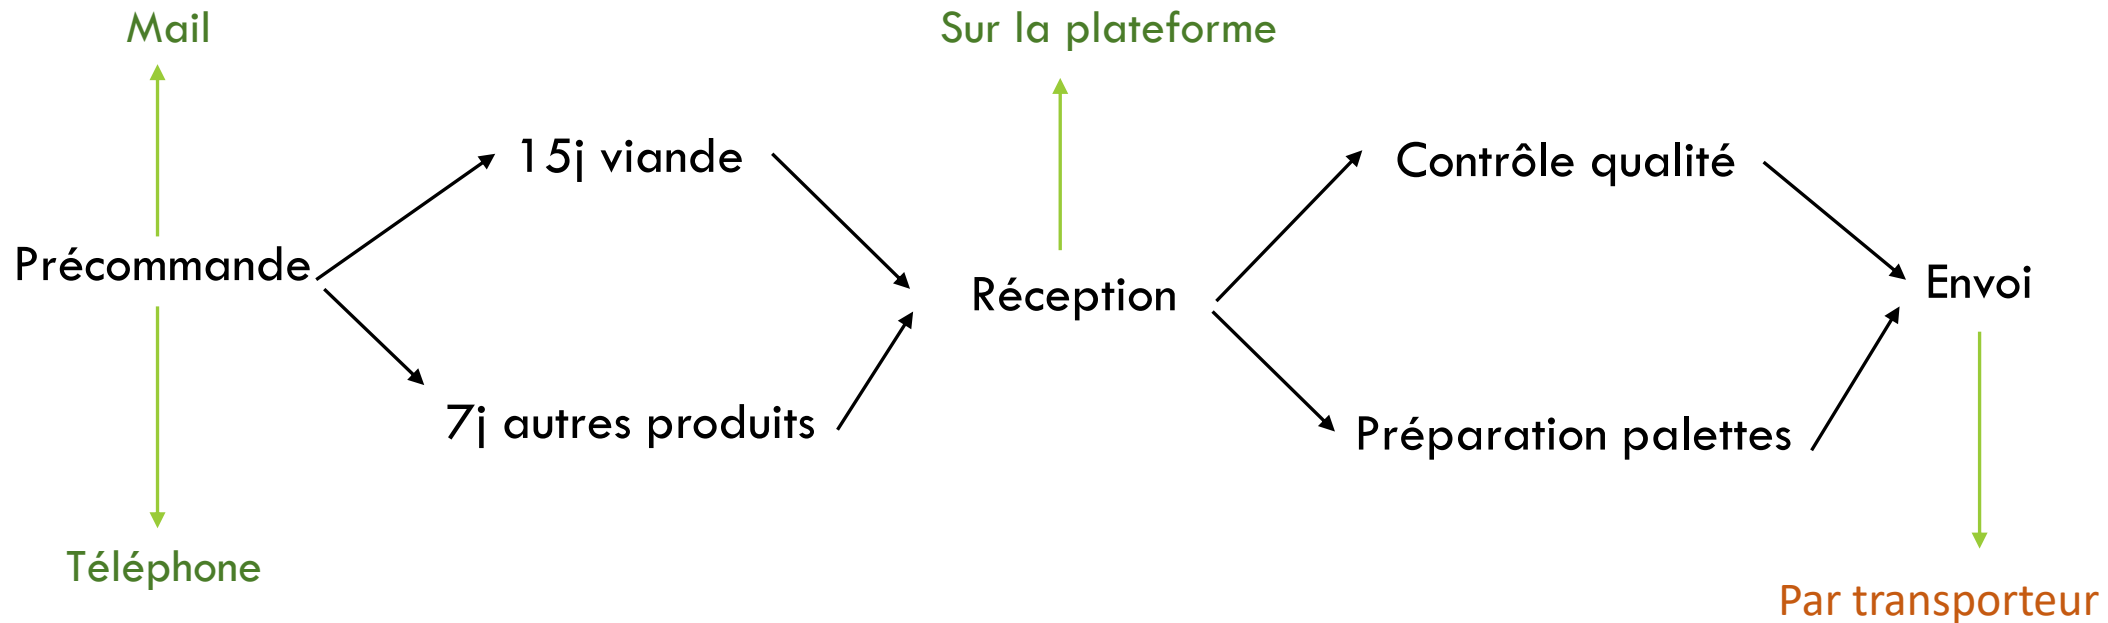 Mail
Sur la plateforme
15j viande
Contrôle qualité
Précommande
Réception
Envoi
7j autres produits
Préparation palettes
Téléphone
Par transporteur